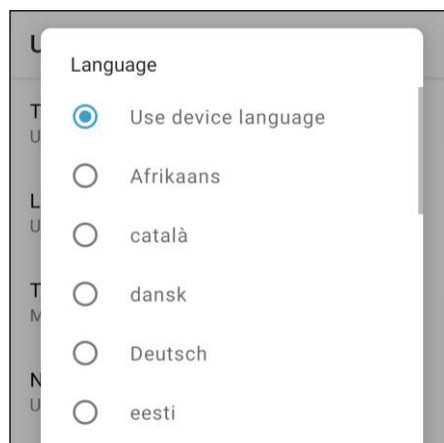 Language
Use device language
Afrikaans
català
dansk
Deutsch
eesti